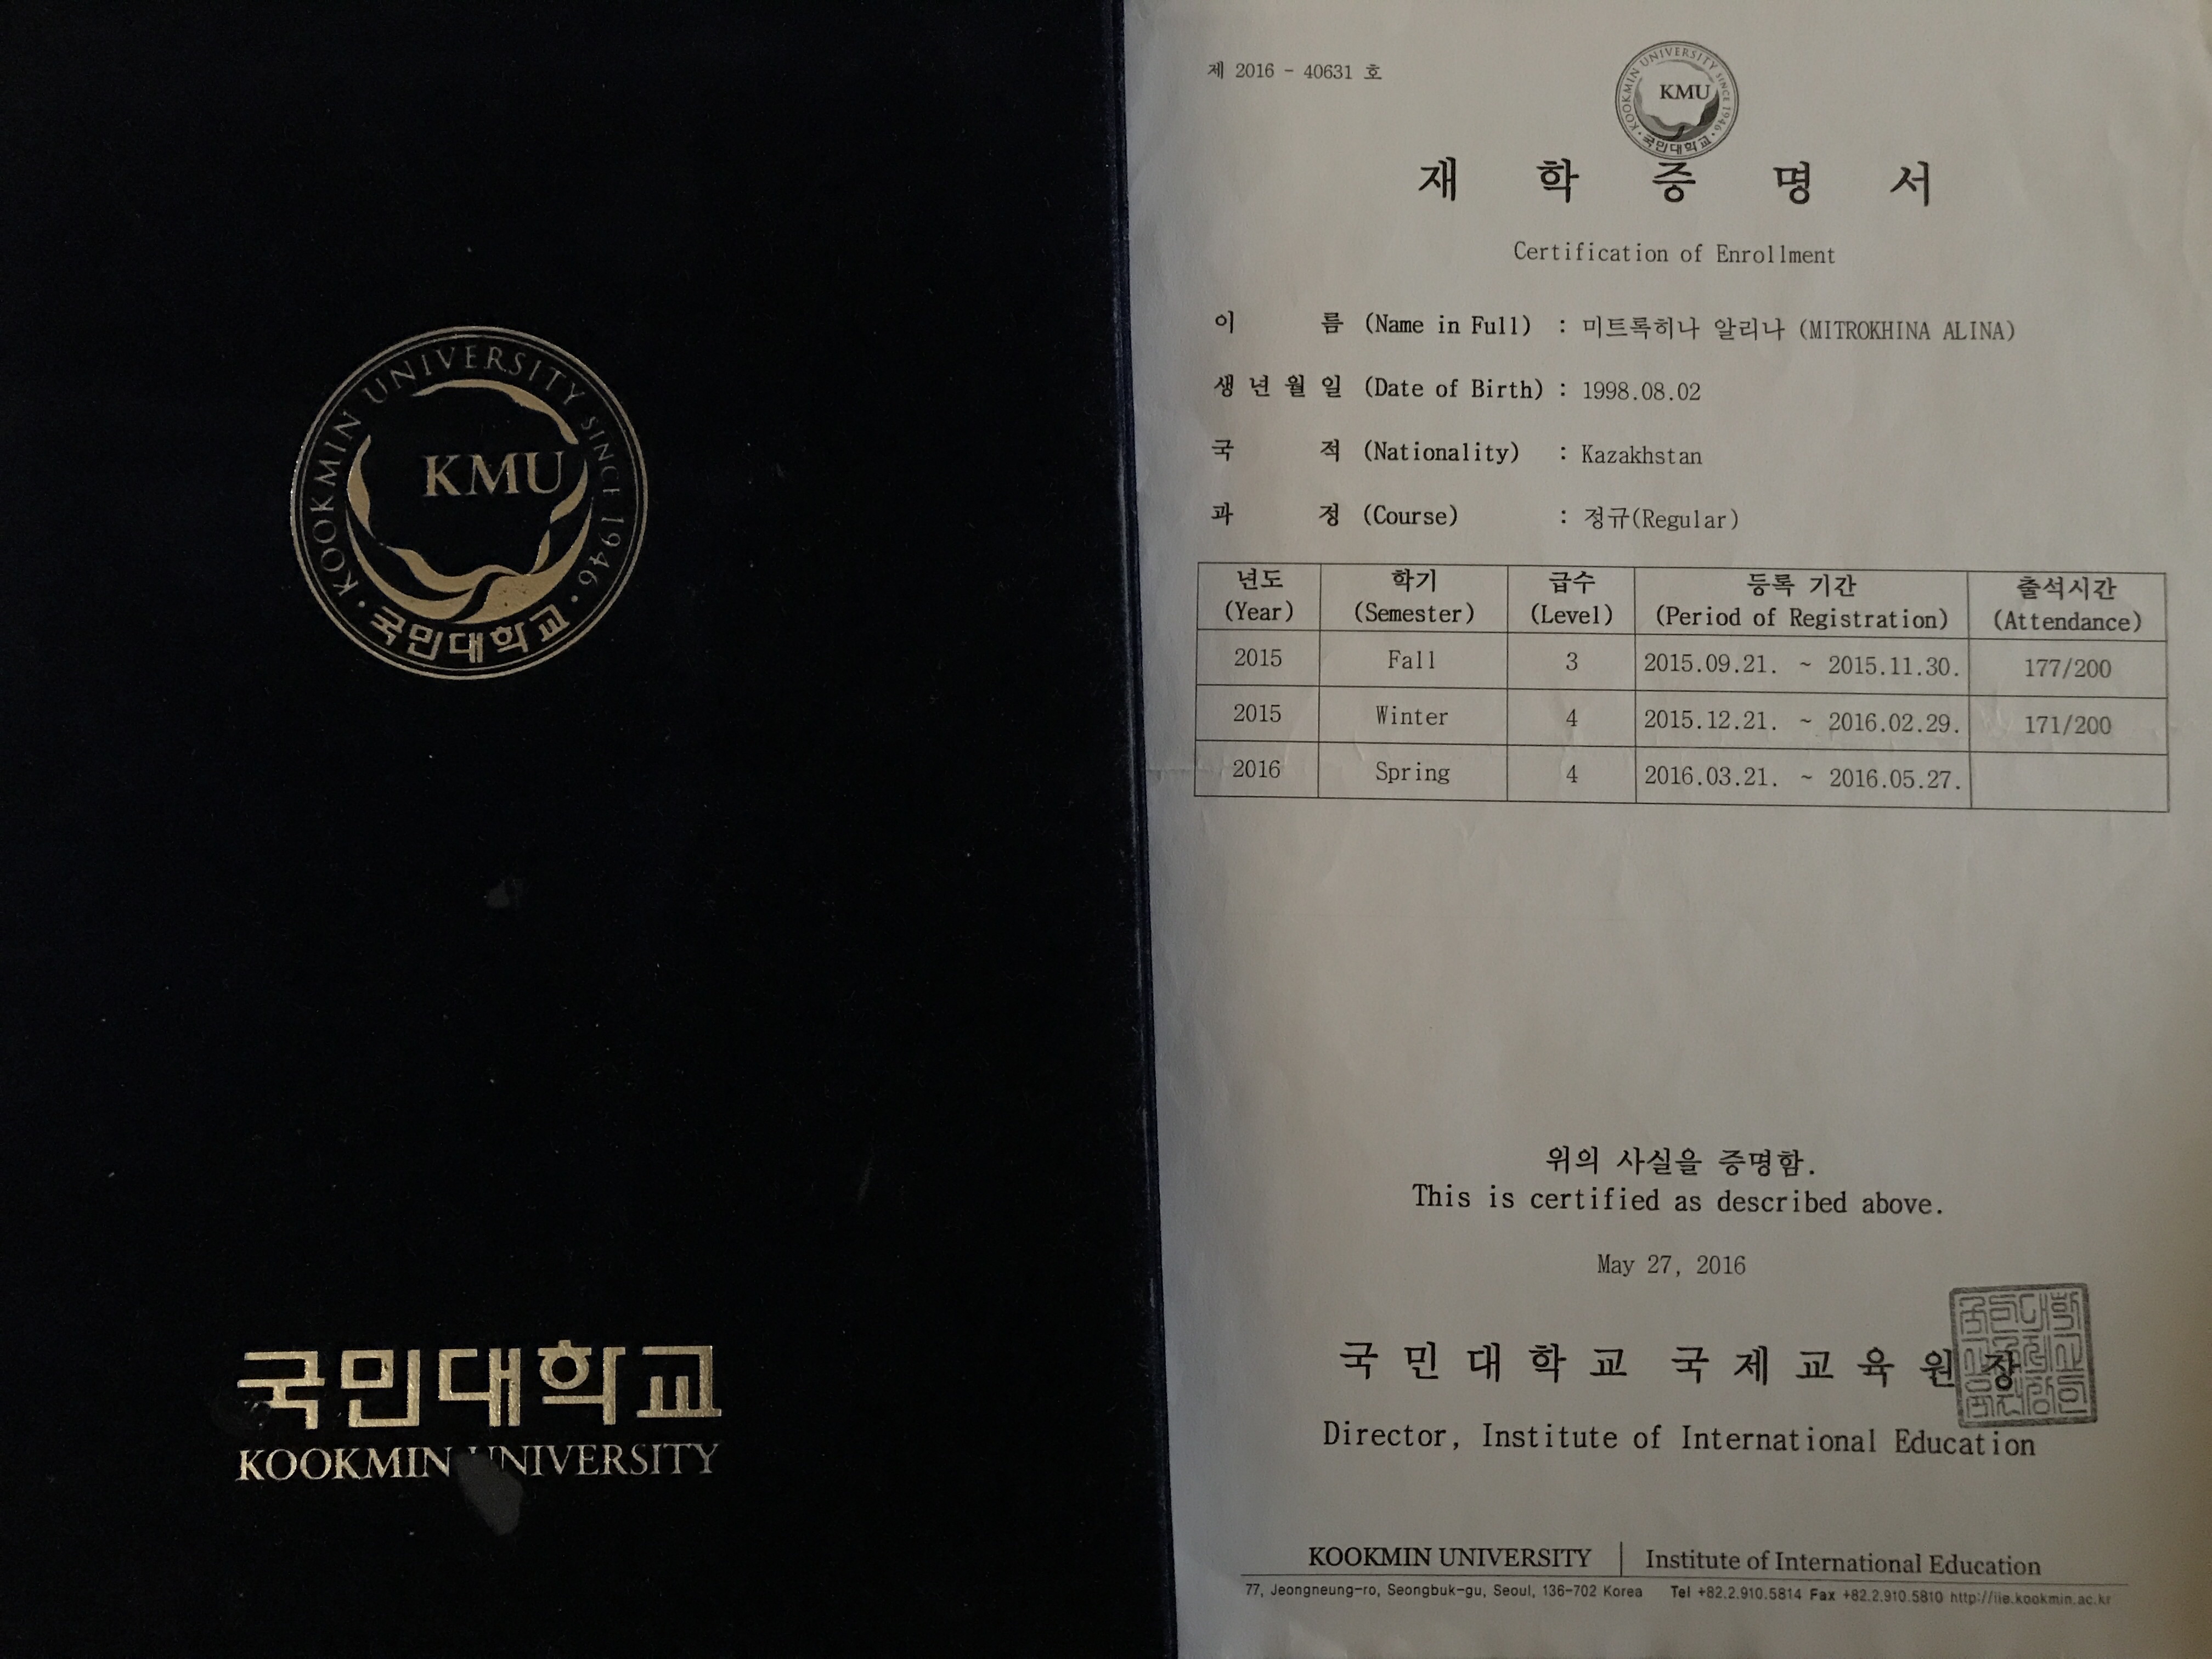 KOOKMIN UNIVERSITY SINCE 1946
KMU
국민대학교
국민대학교
KOOKMIN UNIVERSITY
제 2016 - 40631 호
KOOKMIN UNIVERSITY SINCE 1946
KMU
국민대학교
재 학 증 명 서
Certification of Enrollment
이 름 (Name in Full) : 미트록히나 알리나 (MITROKHINA ALINA)
생 년 월 일 (Date of Birth) : 1998.08.02
국 적 (Nationality) : Kazakhstan
과 정 (Course) : 정규(Regular)
년도 학기 급수 등록 기간 출석시간
(Year) (Semester) (Level) (Period of Registration) (Attendance)
2015 Fall 3 2015.09.21. ~ 2015.11.30. 177/200
2015 Winter 4 2015.12.21. ~ 2016.02.29. 171/200
2016 Spring 4 2016.03.21. ~ 2016.05.27.
위의 사실을 증명함.
This is certified as described above.
May 27, 2016
국 민 대 학 교 국 제 교 육 원 장
Director, Institute of International Education
KOOKMIN UNIVERSITY | Institute of International Education
77, Jeongneung-ro, Seongbuk-gu, Seoul, 136-702 Korea Tel +82.2.910.5814 Fax +82.2.910.5810 http://iie.kookmin.ac.kr